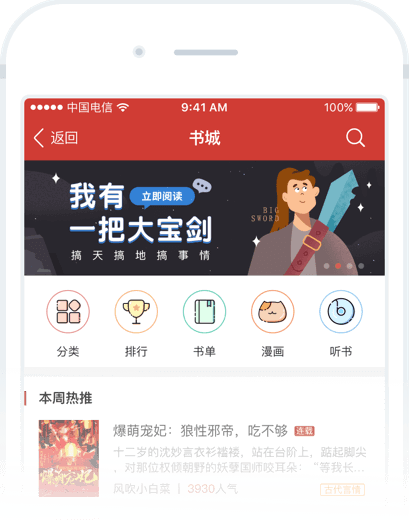 中国电信 9:41 AM 100%
返回 书城
我有 立即阅读
一把大宝剑
搞天搞地搞事情
BIG
SWORD
分类 排行 书单 漫画 听书
本周热推
爆萌宠妃：狼性邪帝，吃不够 连载
十二岁的沈妙言衣衫褴褛，站在台阶上，踮起脚尖
，对那位权倾朝野的妖孽国师咬耳朵：“等我长...
风吹小白菜 | 3930人气 古代言情